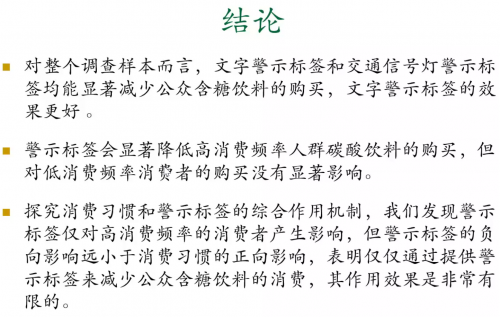 结论
对整个调查样本而言，文字警示标签和交通信号灯警示标
签均能显著减少公众含糖饮料的购买，文字警示标签的效
果更好。
警示标签会显著降低高消费频率人群碳酸饮料的购买，但
对低消费频率消费者的购买没有显著影响。
探究消费习惯和警示标签的综合作用机制，我们发现警示
标签仅对高消费频率的消费者产生影响，但警示标签的负
向影响远小于消费习惯的正向影响，表明仅仅通过提供警
示标签来减少公众含糖饮料的消费，其作用效果是非常有
限的。